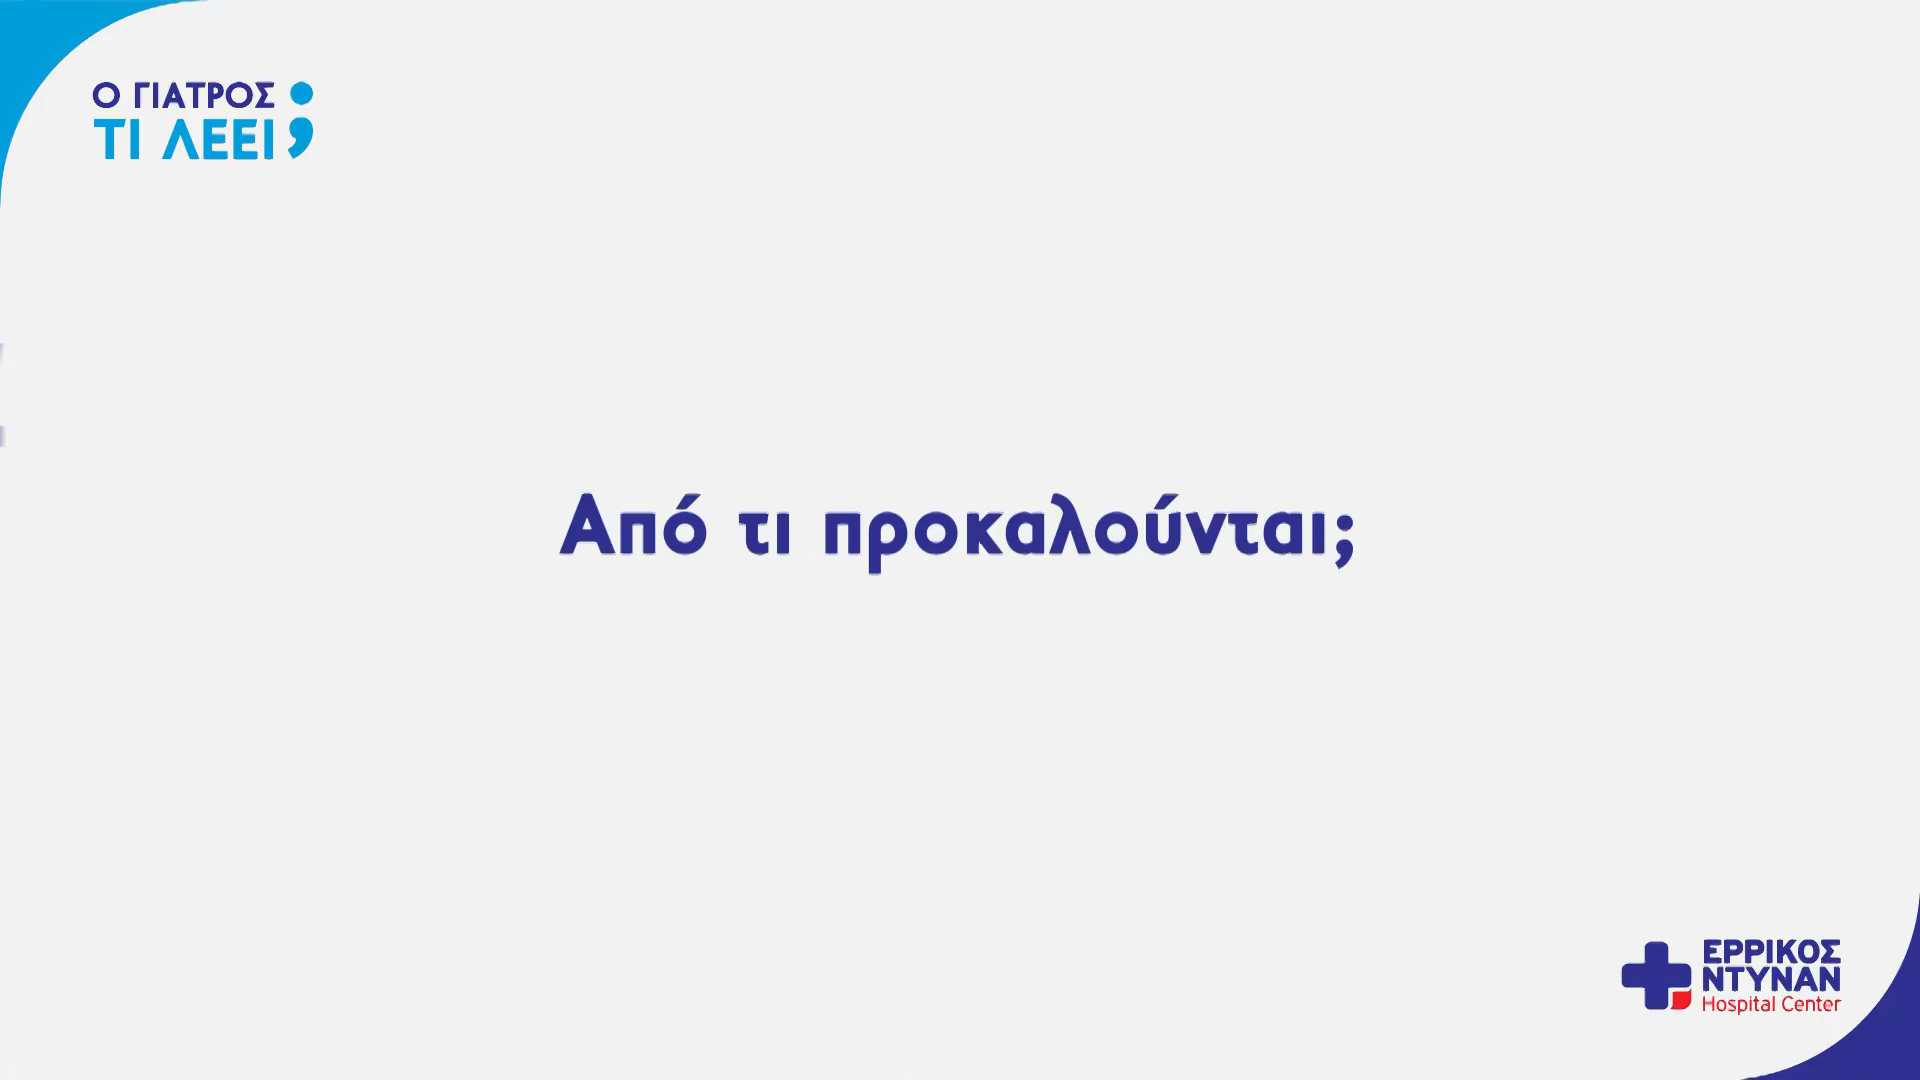 Ο ΓΙΑΤΡΟΣ
ΤΙ ΛΕΕΙ;
Από τι προκαλούνται;
ΕΡΡΙΚΟΣ
ΝΤΥΝΑΝ
Hospital Center